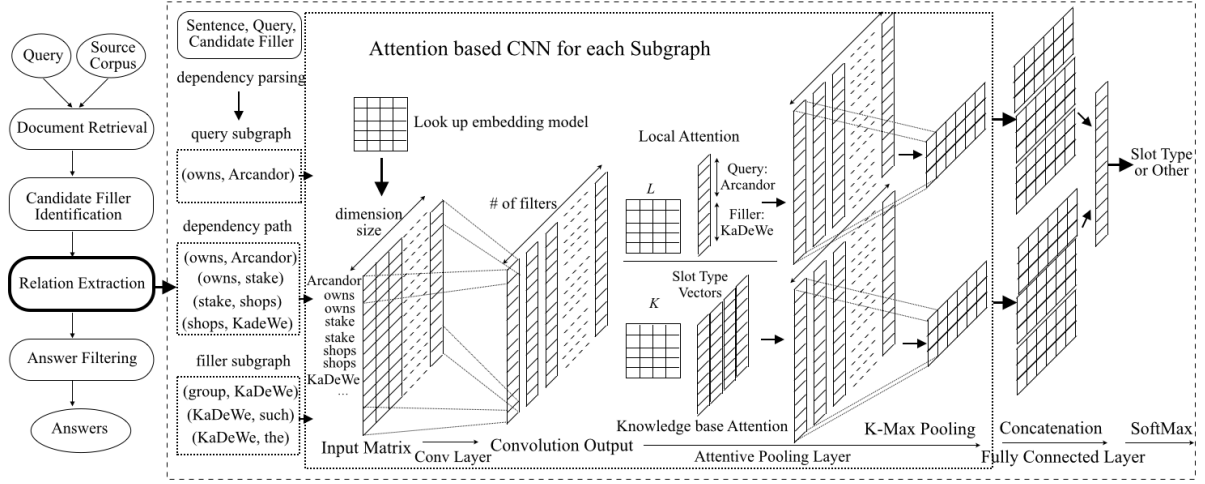 Query
Source
Corpus
Document Retrieval
Candidate Filler
Identification
Relation Extraction
Answer Filtering
Answers
Sentence, Query,
Candidate Filler
dependency parsing
query subgraph
(owns, Arcandor)
dependency path
(owns, Arcandor)
(owns, stake)
(stake, shops)
(shops, KadeWe)
filler subgraph
(group, KaDeWe)
(KaDeWe, such)
(KaDeWe, the)
Attention based CNN for each Subgraph
Look up embedding model
dimension
size
Arcandor
owns
owns
stake
stake
shops
shops
KaDeWe
...
Input Matrix
Conv Layer
# of filters
Convolution Output
Local Attention
L
Query:
Arcandor
Filler:
KaDeWe
Slot Type
Vectors
K
Knowledge base Attention
Attentive Pooling Layer
K-Max Pooling
Concatenation
Fully Connected Layer
Slot Type
or Other
SoftMax